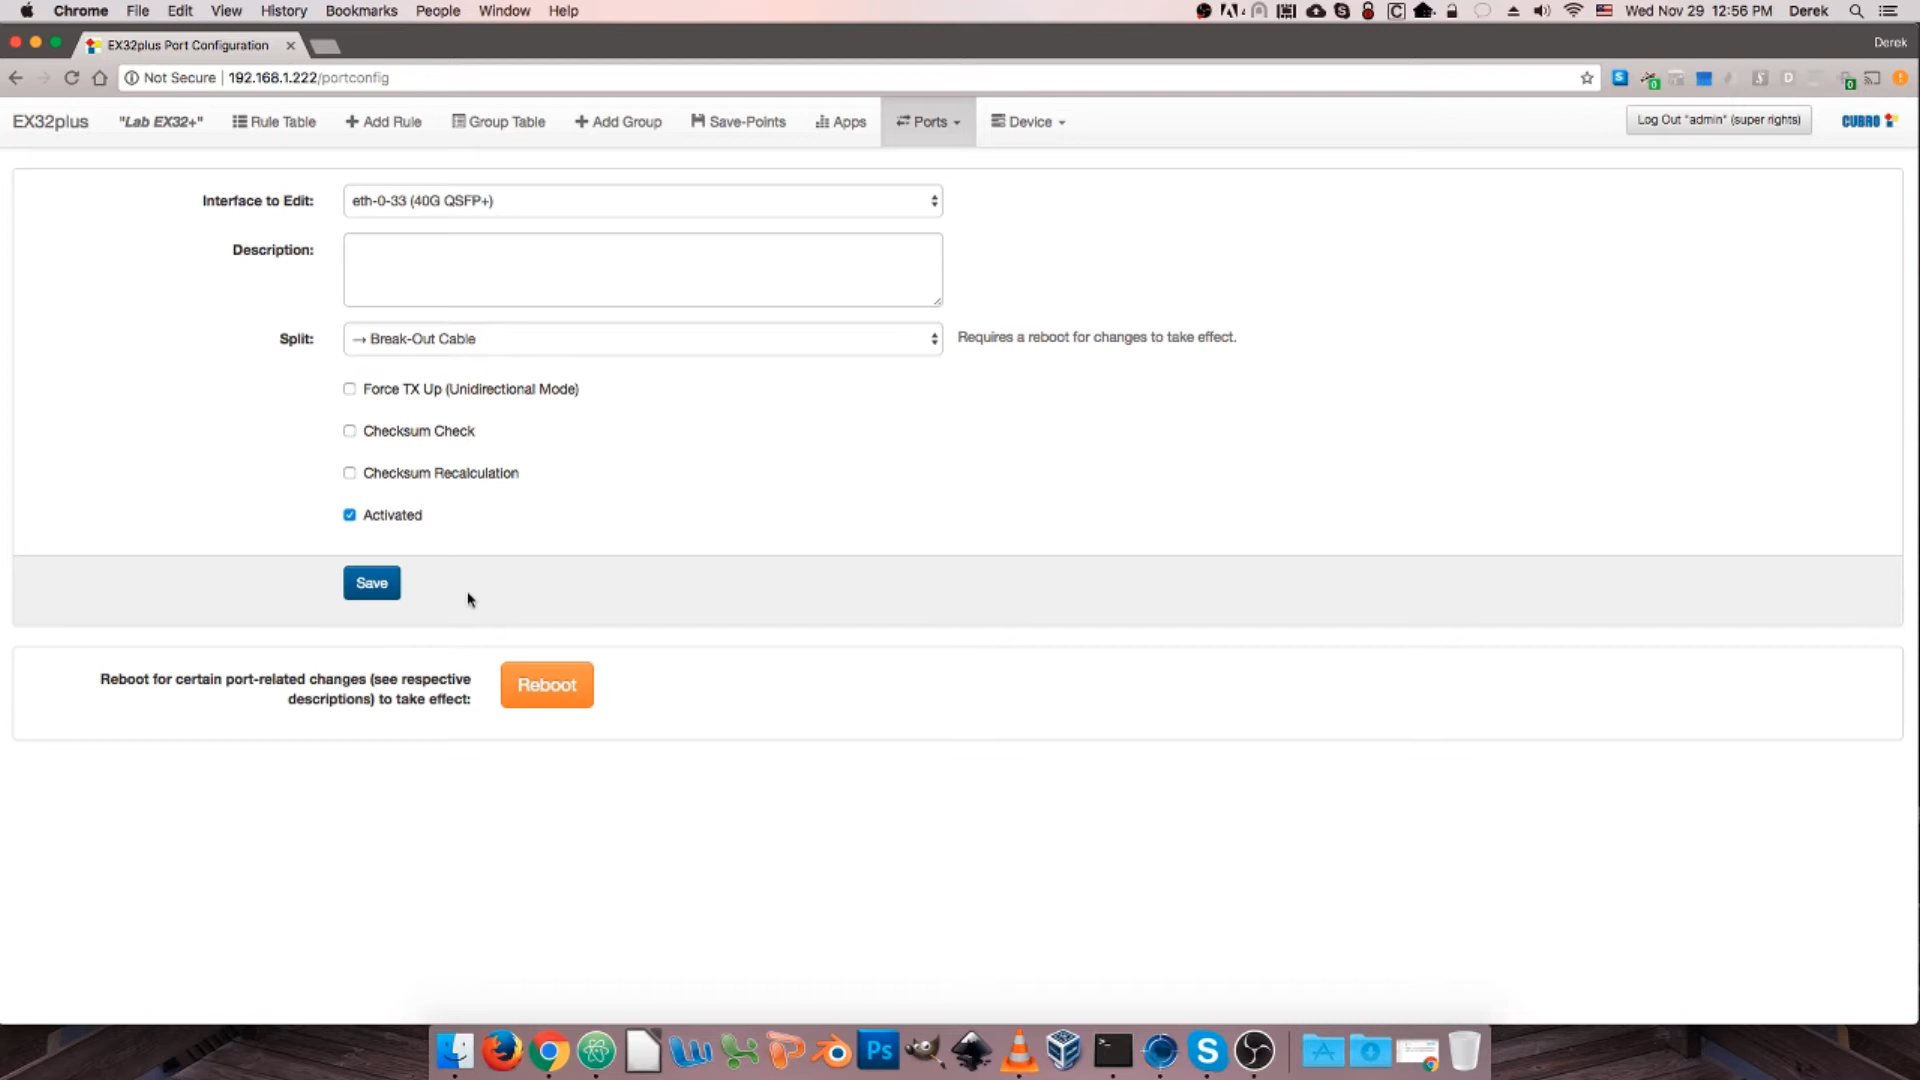 Chrome File Edit View History Bookmarks People Window Help Wed Nov 29 12:56 PM Derek
EX32plus Port Configuration Derek
Not Secure | 192.168.1.222/portconfig
EX32plus "Lab EX32+" Rule Table + Add Rule Group Table + Add Group Save-Points Apps Ports Device Log Out "admin" (super rights) CUBRO
Interface to Edit: eth-0-33 (40G QSFP+)
Description:
Split: → Break-Out Cable Requires a reboot for changes to take effect.
Force TX Up (Unidirectional Mode)
Checksum Check
Checksum Recalculation
Activated
Save
Reboot for certain port-related changes (see respective
descriptions) to take effect:
Reboot
Ps